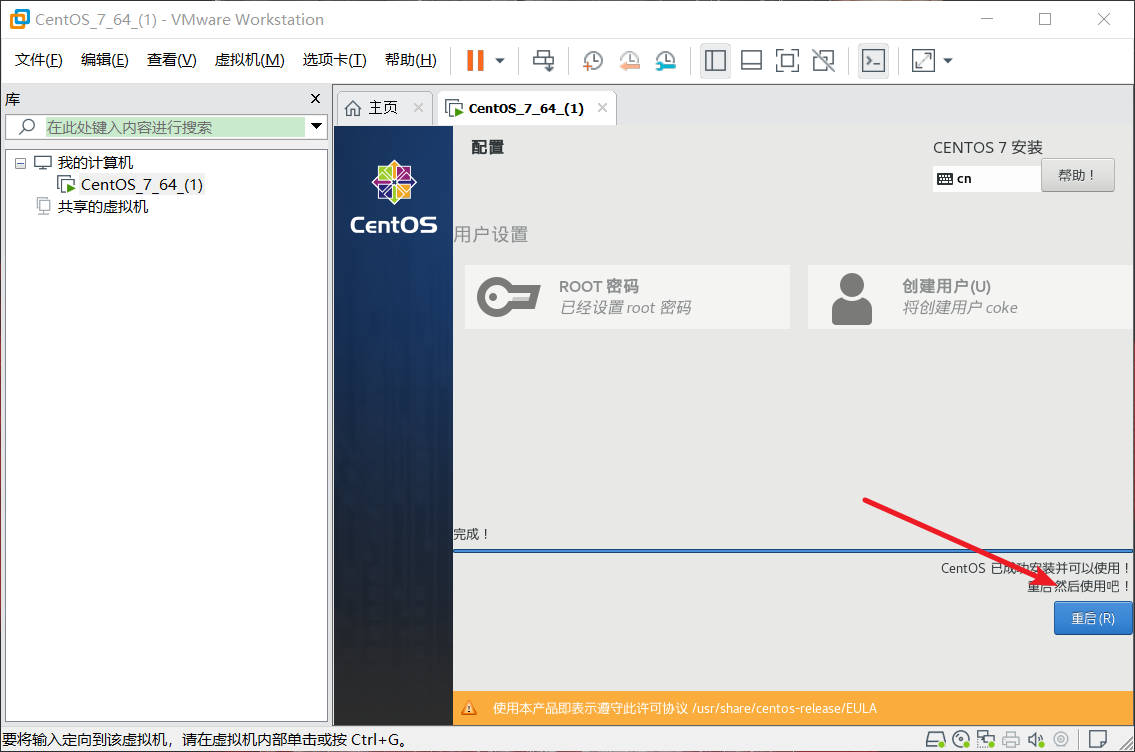 CentOS_7_64_(1) - VMware Workstation
文件(F) 编辑(E) 查看(V) 虚拟机(M) 选项卡(T) 帮助(H)
库
在此处键入内容进行搜索
我的计算机
CentOS_7_64_(1)
共享的虚拟机
主页 CentOS_7_64_(1)
CentOS
配置
CENTOS 7 安装
cn
帮助！
用户设置
ROOT 密码
已经设置 root 密码
创建用户(U)
将创建用户 coke
完成！
CentOS 已成功安装并可以使用！
重启然后使用吧！
重启(R)
使用本产品即表示遵守此许可协议 /usr/share/centos-release/EULA
要将输入定向到该虚拟机，请在虚拟机内部单击或按 Ctrl+G。